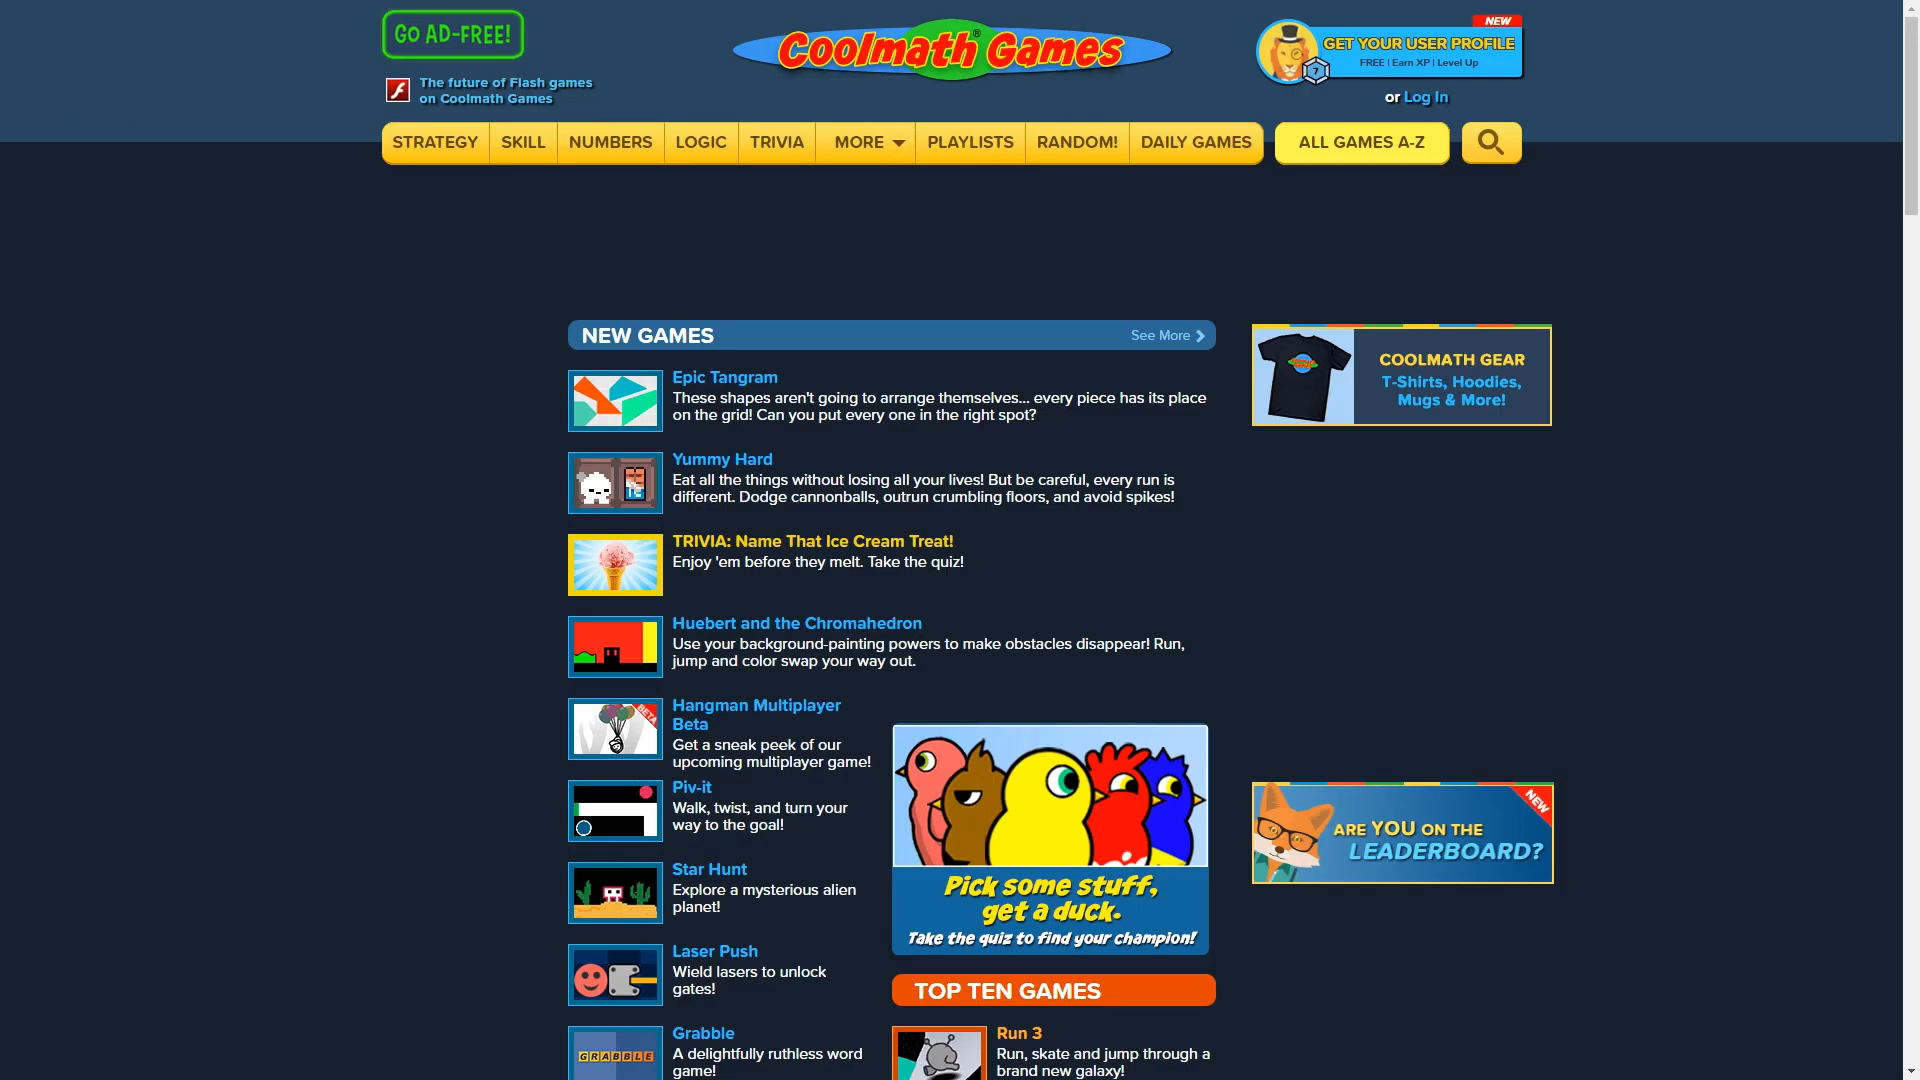 GO AD-FREE!
The future of Flash games
on Coolmath Games
Coolmath Games®
NEW
GET YOUR USER PROFILE
FREE | Earn XP | Level Up
7
or Log In
STRATEGY SKILL NUMBERS LOGIC TRIVIA MORE PLAYLISTS RANDOM! DAILY GAMES ALL GAMES A-Z
NEW GAMES See More
Epic Tangram
These shapes aren't going to arrange themselves... every piece has its place
on the grid! Can you put every one in the right spot?
Yummy Hard
Eat all the things without losing all your lives! But be careful, every run is
different. Dodge cannonballs, outrun crumbling floors, and avoid spikes!
TRIVIA: Name That Ice Cream Treat!
Enjoy 'em before they melt. Take the quiz!
Huebert and the Chromahedron
Use your background-painting powers to make obstacles disappear! Run,
jump and color swap your way out.
BETA
Hangman Multiplayer
Beta
Get a sneak peek of our
upcoming multiplayer game!
Piv-it
Walk, twist, and turn your
way to the goal!
Star Hunt
Explore a mysterious alien
planet!
Laser Push
Wield lasers to unlock
gates!
GRABBLE
Grabble
A delightfully ruthless word
game!
Pick some stuff,
get a duck.
Take the quiz to find your champion!
TOP TEN GAMES
Run 3
Run, skate and jump through a
brand new galaxy!
COOLMATH GEAR
T-Shirts, Hoodies,
Mugs & More!
NEW
ARE YOU ON THE
LEADERBOARD?